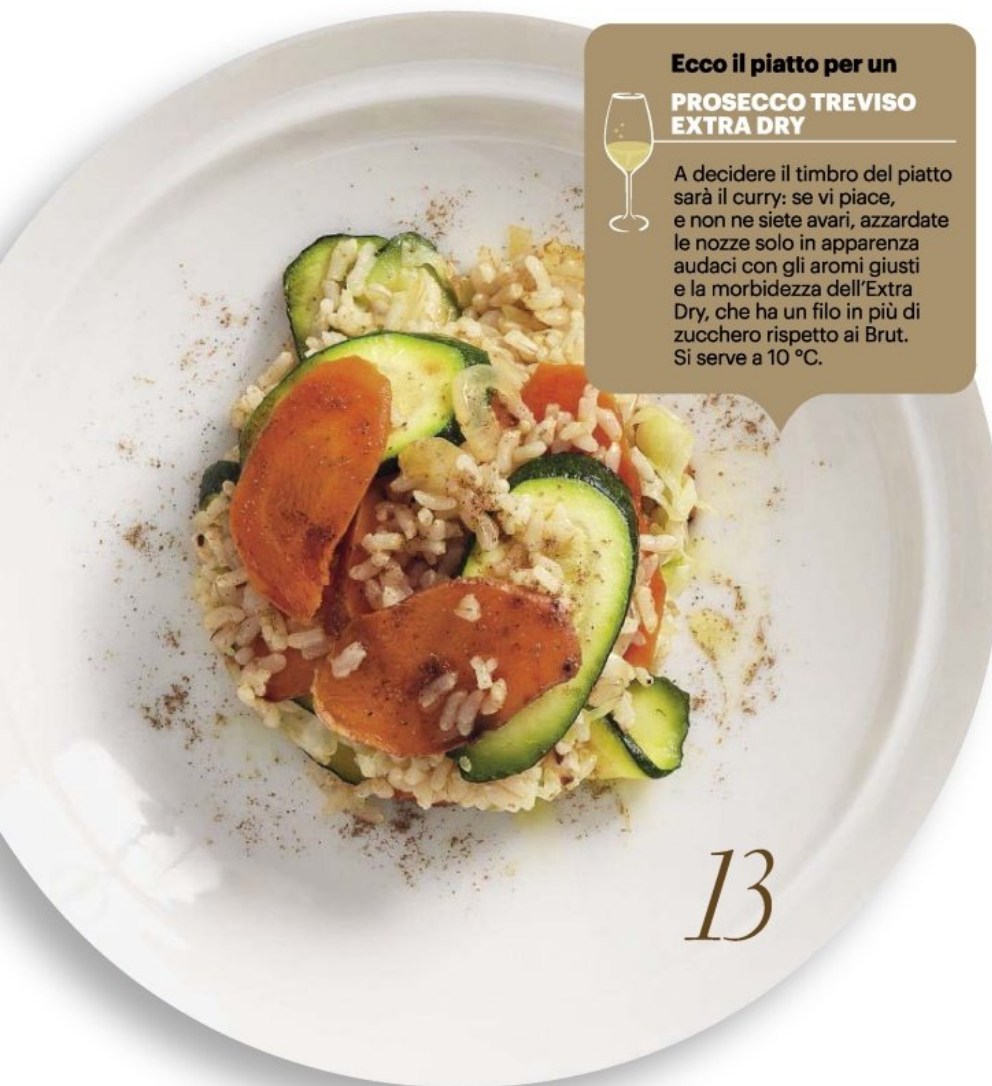 Ecco il piatto per un
PROSECCO TREVISO
EXTRA DRY
A decidere il timbro del piatto
sarà il curry: se vi piace,
e non ne siete avari, azzardate
le nozze solo in apparenza
audaci con gli aromi giusti
e la morbidezza dell'Extra
Dry, che ha un filo in più di
zucchero rispetto ai Brut.
Si serve a 10 °C.
13